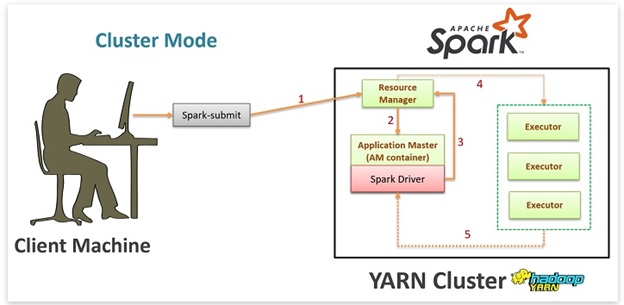 Cluster Mode
APACHE
Spark
TM
Spark-submit
1
Resource
Manager
4
2
3
Application Master
(AM container)
Spark Driver
Executor
Executor
Executor
5
Client Machine
YARN Cluster
hadoop
YARN